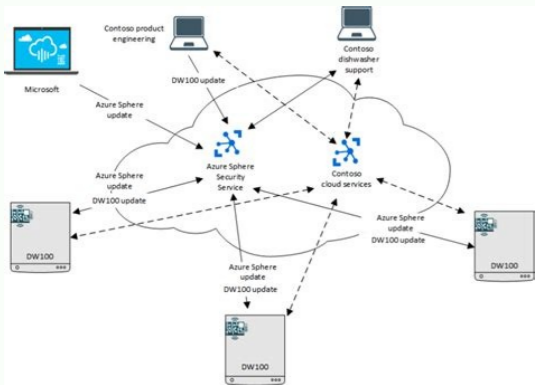 Contoso product
engineering
Contoso
dishwasher
support
DW100 update
Microsoft
Azure Sphere
update
Azure Sphere
Security
Service
Contoso
cloud services
Azure Sphere
update
DW100 update
DW100
Azure Sphere
update
DW100 update
DW100
Azure Sphere
update
DW100 update
DW100